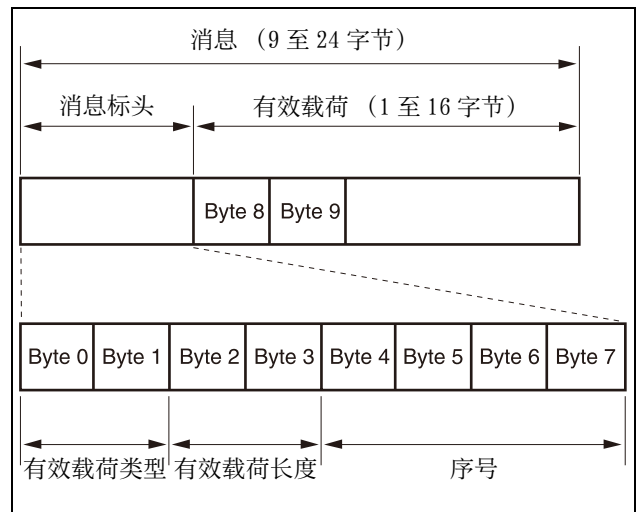 消息 （9 至 24 字节）
消息标头 有效载荷 （1 至 16 字节）
Byte 8 Byte 9
Byte 0 Byte 1 Byte 2 Byte 3 Byte 4 Byte 5 Byte 6 Byte 7
有效载荷类型 有效载荷长度 序号